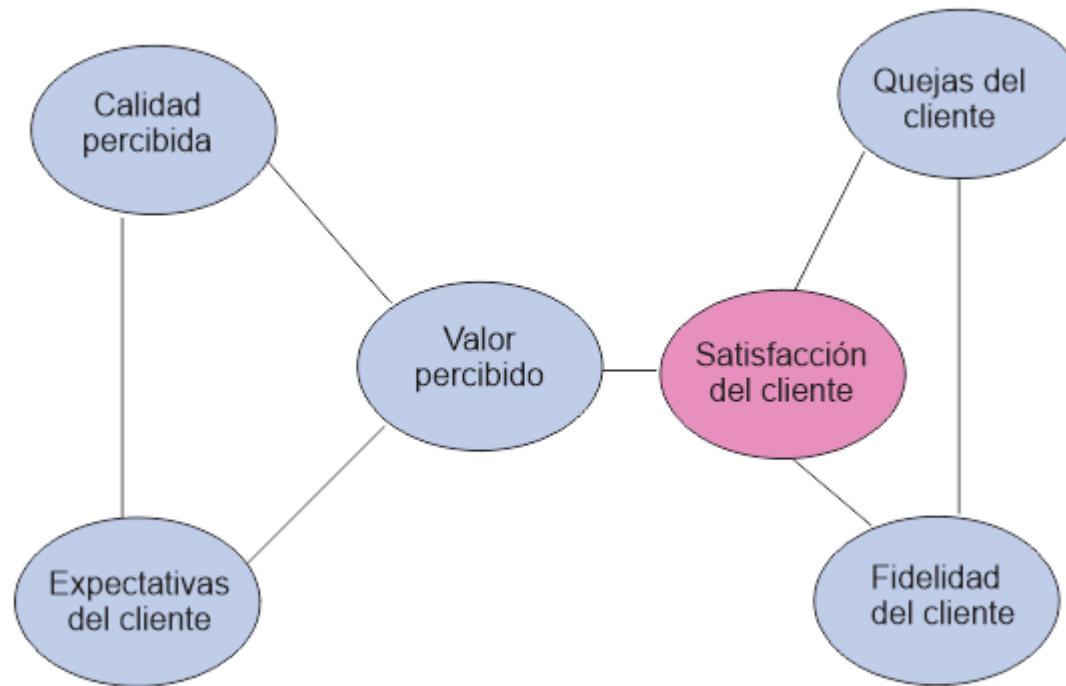 Calidad
percibida
Quejas del
cliente
Valor
percibido
Satisfacción
del cliente
Expectativas
del cliente
Fidelidad
del cliente